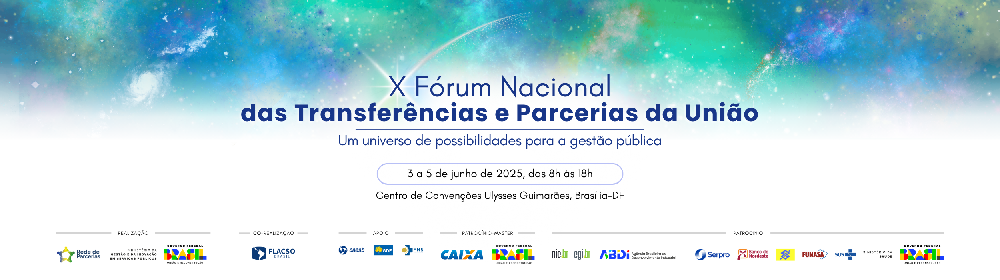 X Fórum Nacional
das Transferências e Parcerias da União
Um universo de possibilidades para a gestão pública
3 a 5 de junho de 2025, das 8h às 18h
Centro de Convenções Ulysses Guimarães, Brasília-DF
REALIZAÇÃO
Rede de
Parcerias
MINISTÉRIO DA
GESTÃO E DA INOVAÇÃO
EM SERVIÇOS PÚBLICOS
GOVERNO FEDERAL
BRASIL
UNIÃO E RECONSTRUÇÃO
CO-REALIZAÇÃO
FLACSO
BRASIL
APOIO
caesb
GDF
FNS
PATROCÍNIO-MASTER
CAIXA
GOVERNO FEDERAL
BRASIL
UNIÃO E RECONSTRUÇÃO
PATROCÍNIO
nic.br
cgi.br
ABDI
Agência Brasileira de
Desenvolvimento Industrial
Serpro
Banco do
Nordeste
FUNASA
SUS
MINISTÉRIO DA
SAÚDE
GOVERNO FEDERAL
BRASIL
UNIÃO E RECONSTRUÇÃO